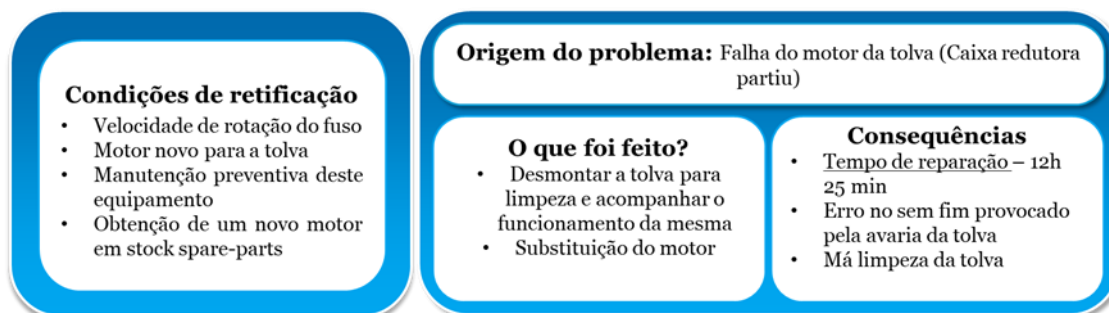 Condições de retificação
• Velocidade de rotação do fuso
• Motor novo para a tolva
• Manutenção preventiva deste
equipamento
• Obtenção de um novo motor
em stock spare-parts
Origem do problema: Falha do motor da tolva (Caixa redutora
partiu)
O que foi feito?
• Desmontar a tolva para
limpeza e acompanhar o
funcionamento da mesma
• Substituição do motor
Consequências
• Tempo de reparação – 12h
25 min
• Erro no sem fim provocado
pela avaria da tolva
• Má limpeza da tolva